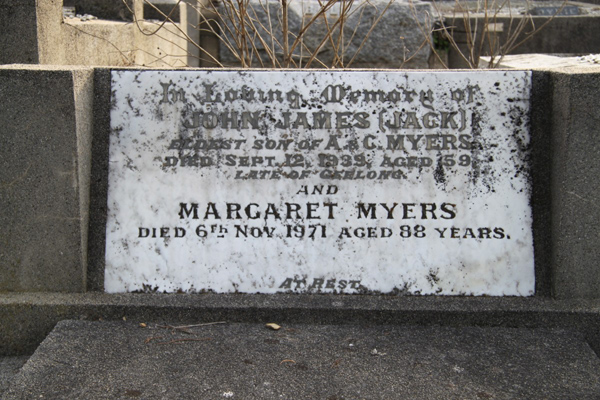 In Loving Memory of
JOHN JAMES (JACK)
ELDEST SON OF A & C. MYERS
DIED SEPT. 12, 1939, AGED 59.
LATE OF GEELONG.
AND
MARGARET MYERS
DIED 6TH NOV. 1971 AGED 88 YEARS.
AT REST.